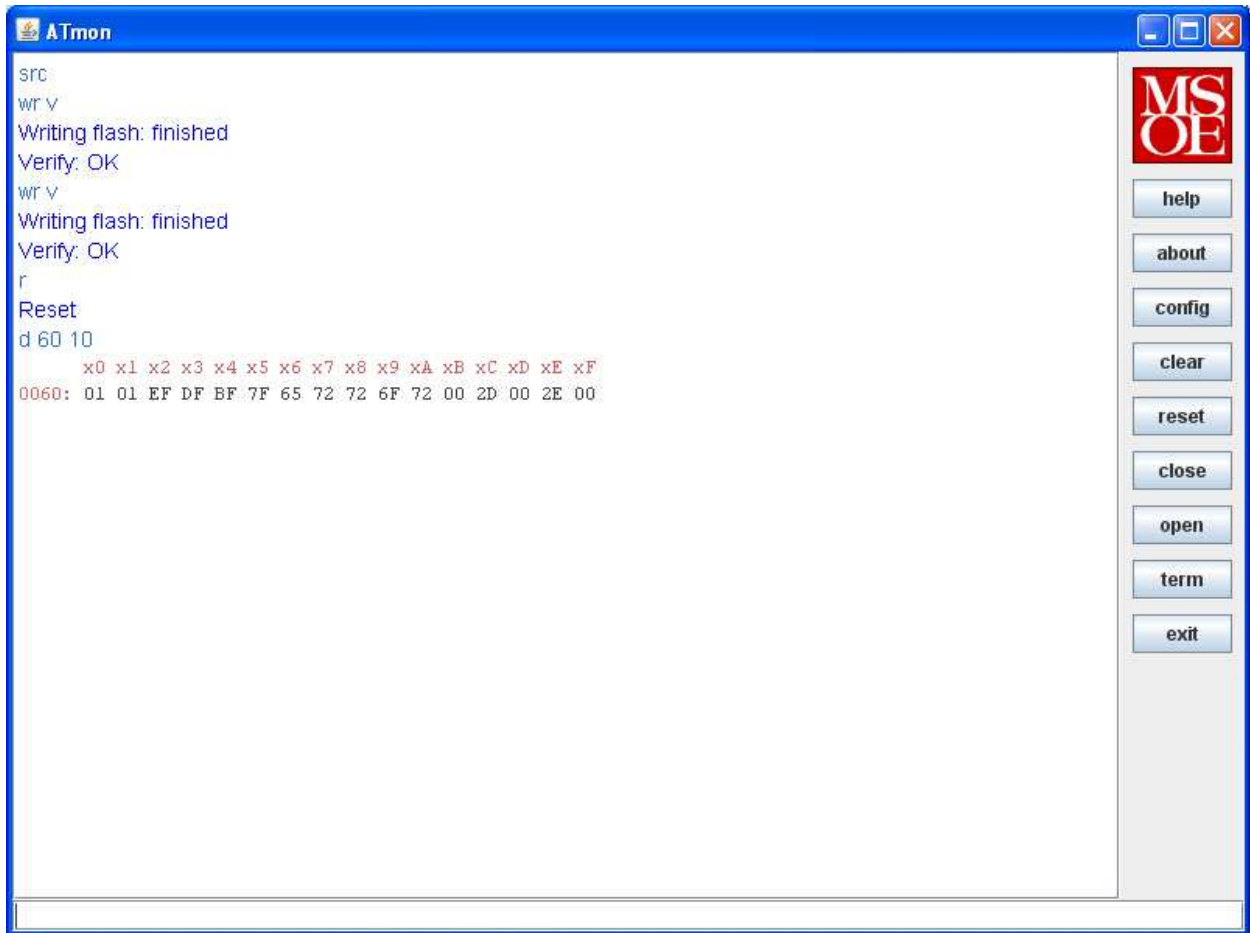 ATmon
src
wr v
Writing flash: finished
Verify: OK
wr v
Writing flash: finished
Verify: OK
r
Reset
d 60 10
x0 x1 x2 x3 x4 x5 x6 x7 x8 x9 xA xB xC xD xE xF
0060: 01 01 EF DF BF 7F 65 72 72 6F 72 00 2D 00 2E 00
MS
OE
help
about
config
clear
reset
close
open
term
exit